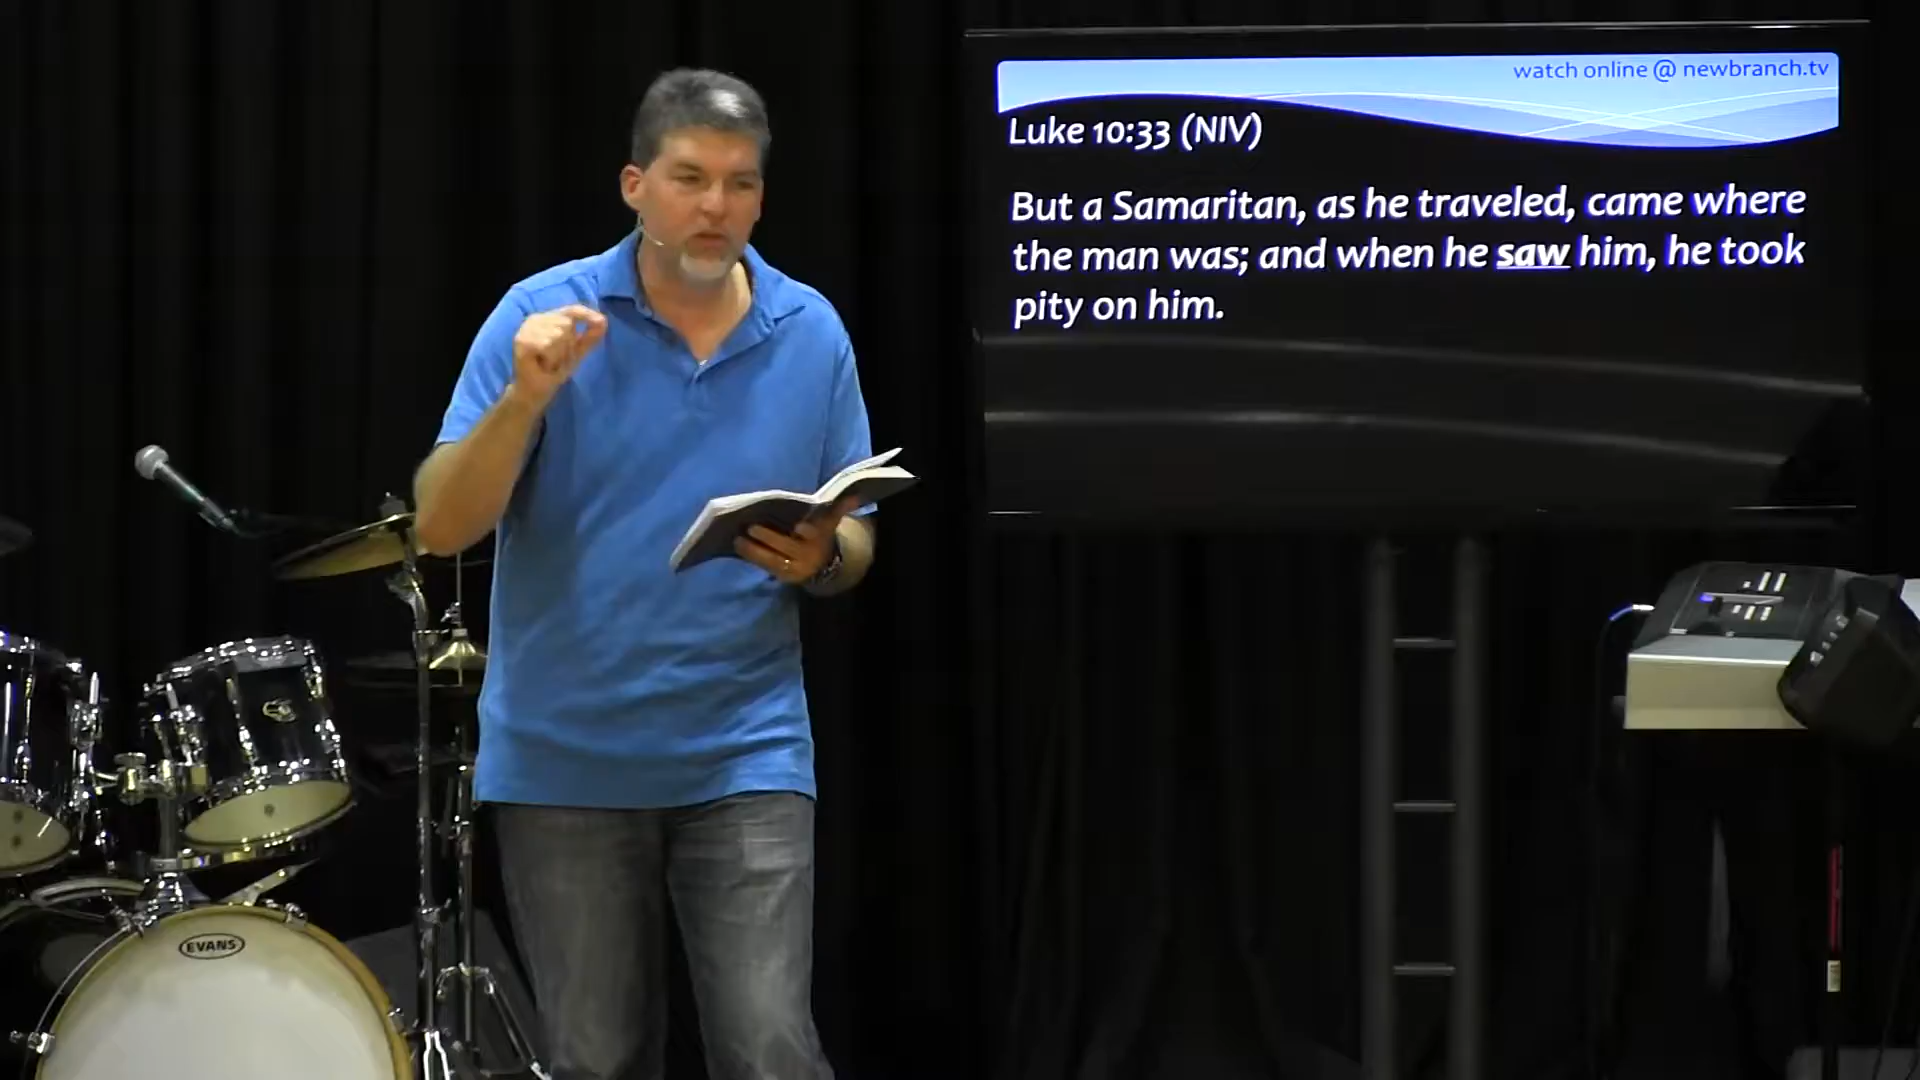 watch online @ newbranch.tv
Luke 10:33 (NIV)
But a Samaritan, as he traveled, came where
the man was; and when he saw him, he took
pity on him.
EVANS